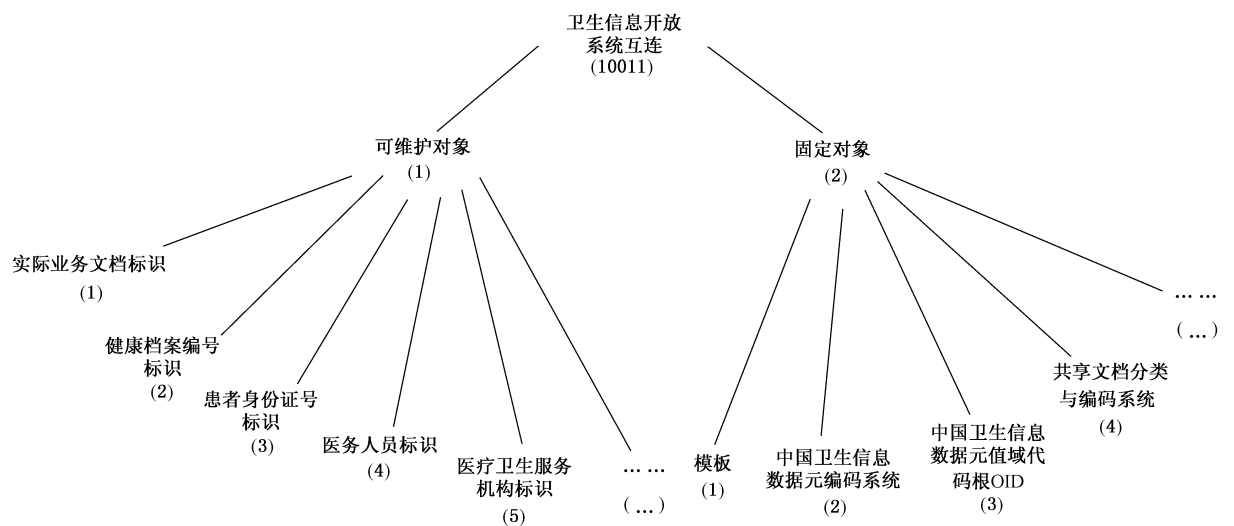 卫生信息开放
系统互连
(10011)
可维护对象
(1)
固定对象
(2)
实际业务文档标识
(1)
健康档案编号
标识
(2)
患者身份证号
标识
(3)
医务人员标识
(4)
医疗卫生服务
机构标识
(5)
… …
(…)
模板
(1)
中国卫生信息
数据元编码系统
(2)
中国卫生信息
数据元值域代
码根OID
(3)
共享文档分类
与编码系统
(4)
… …
(…)